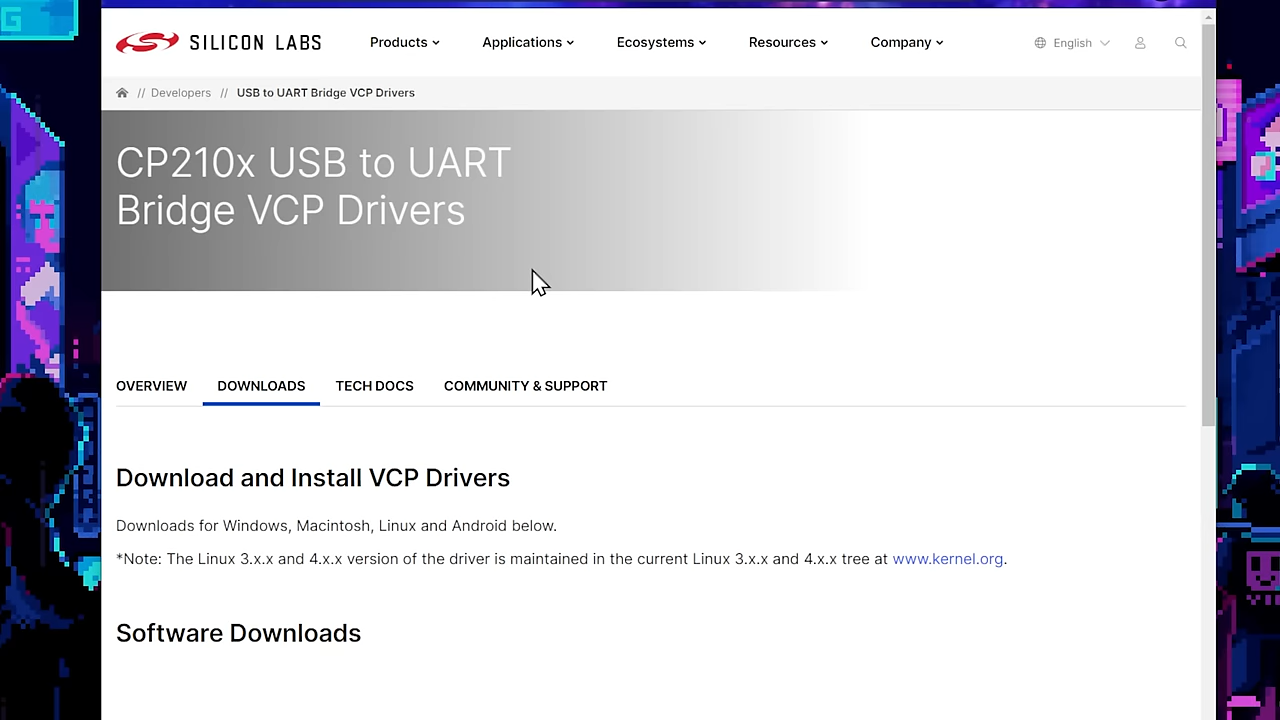 G
SILICON LABS
Products
Applications
Ecosystems
Resources
Company
English
// Developers // USB to UART Bridge VCP Drivers
CP210x USB to UART
Bridge VCP Drivers
OVERVIEW
DOWNLOADS
TECH DOCS
COMMUNITY & SUPPORT
Download and Install VCP Drivers
Downloads for Windows, Macintosh, Linux and Android below.
*Note: The Linux 3.x.x and 4.x.x version of the driver is maintained in the current Linux 3.x.x and 4.x.x tree at www.kernel.org.
Software Downloads